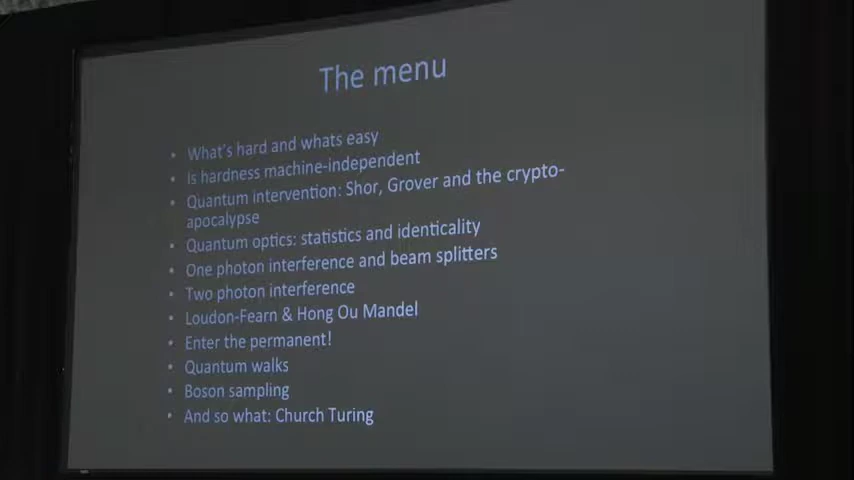 The menu
• What's hard and whats easy
• Is hardness machine-independent
• Quantum intervention: Shor, Grover and the crypto-
apocalypse
• Quantum optics: statistics and identicality
• One photon interference and beam splitters
• Two photon interference
• Loudon-Fearn & Hong Ou Mandel
• Enter the permanent!
• Quantum walks
• Boson sampling
• And so what: Church Turing